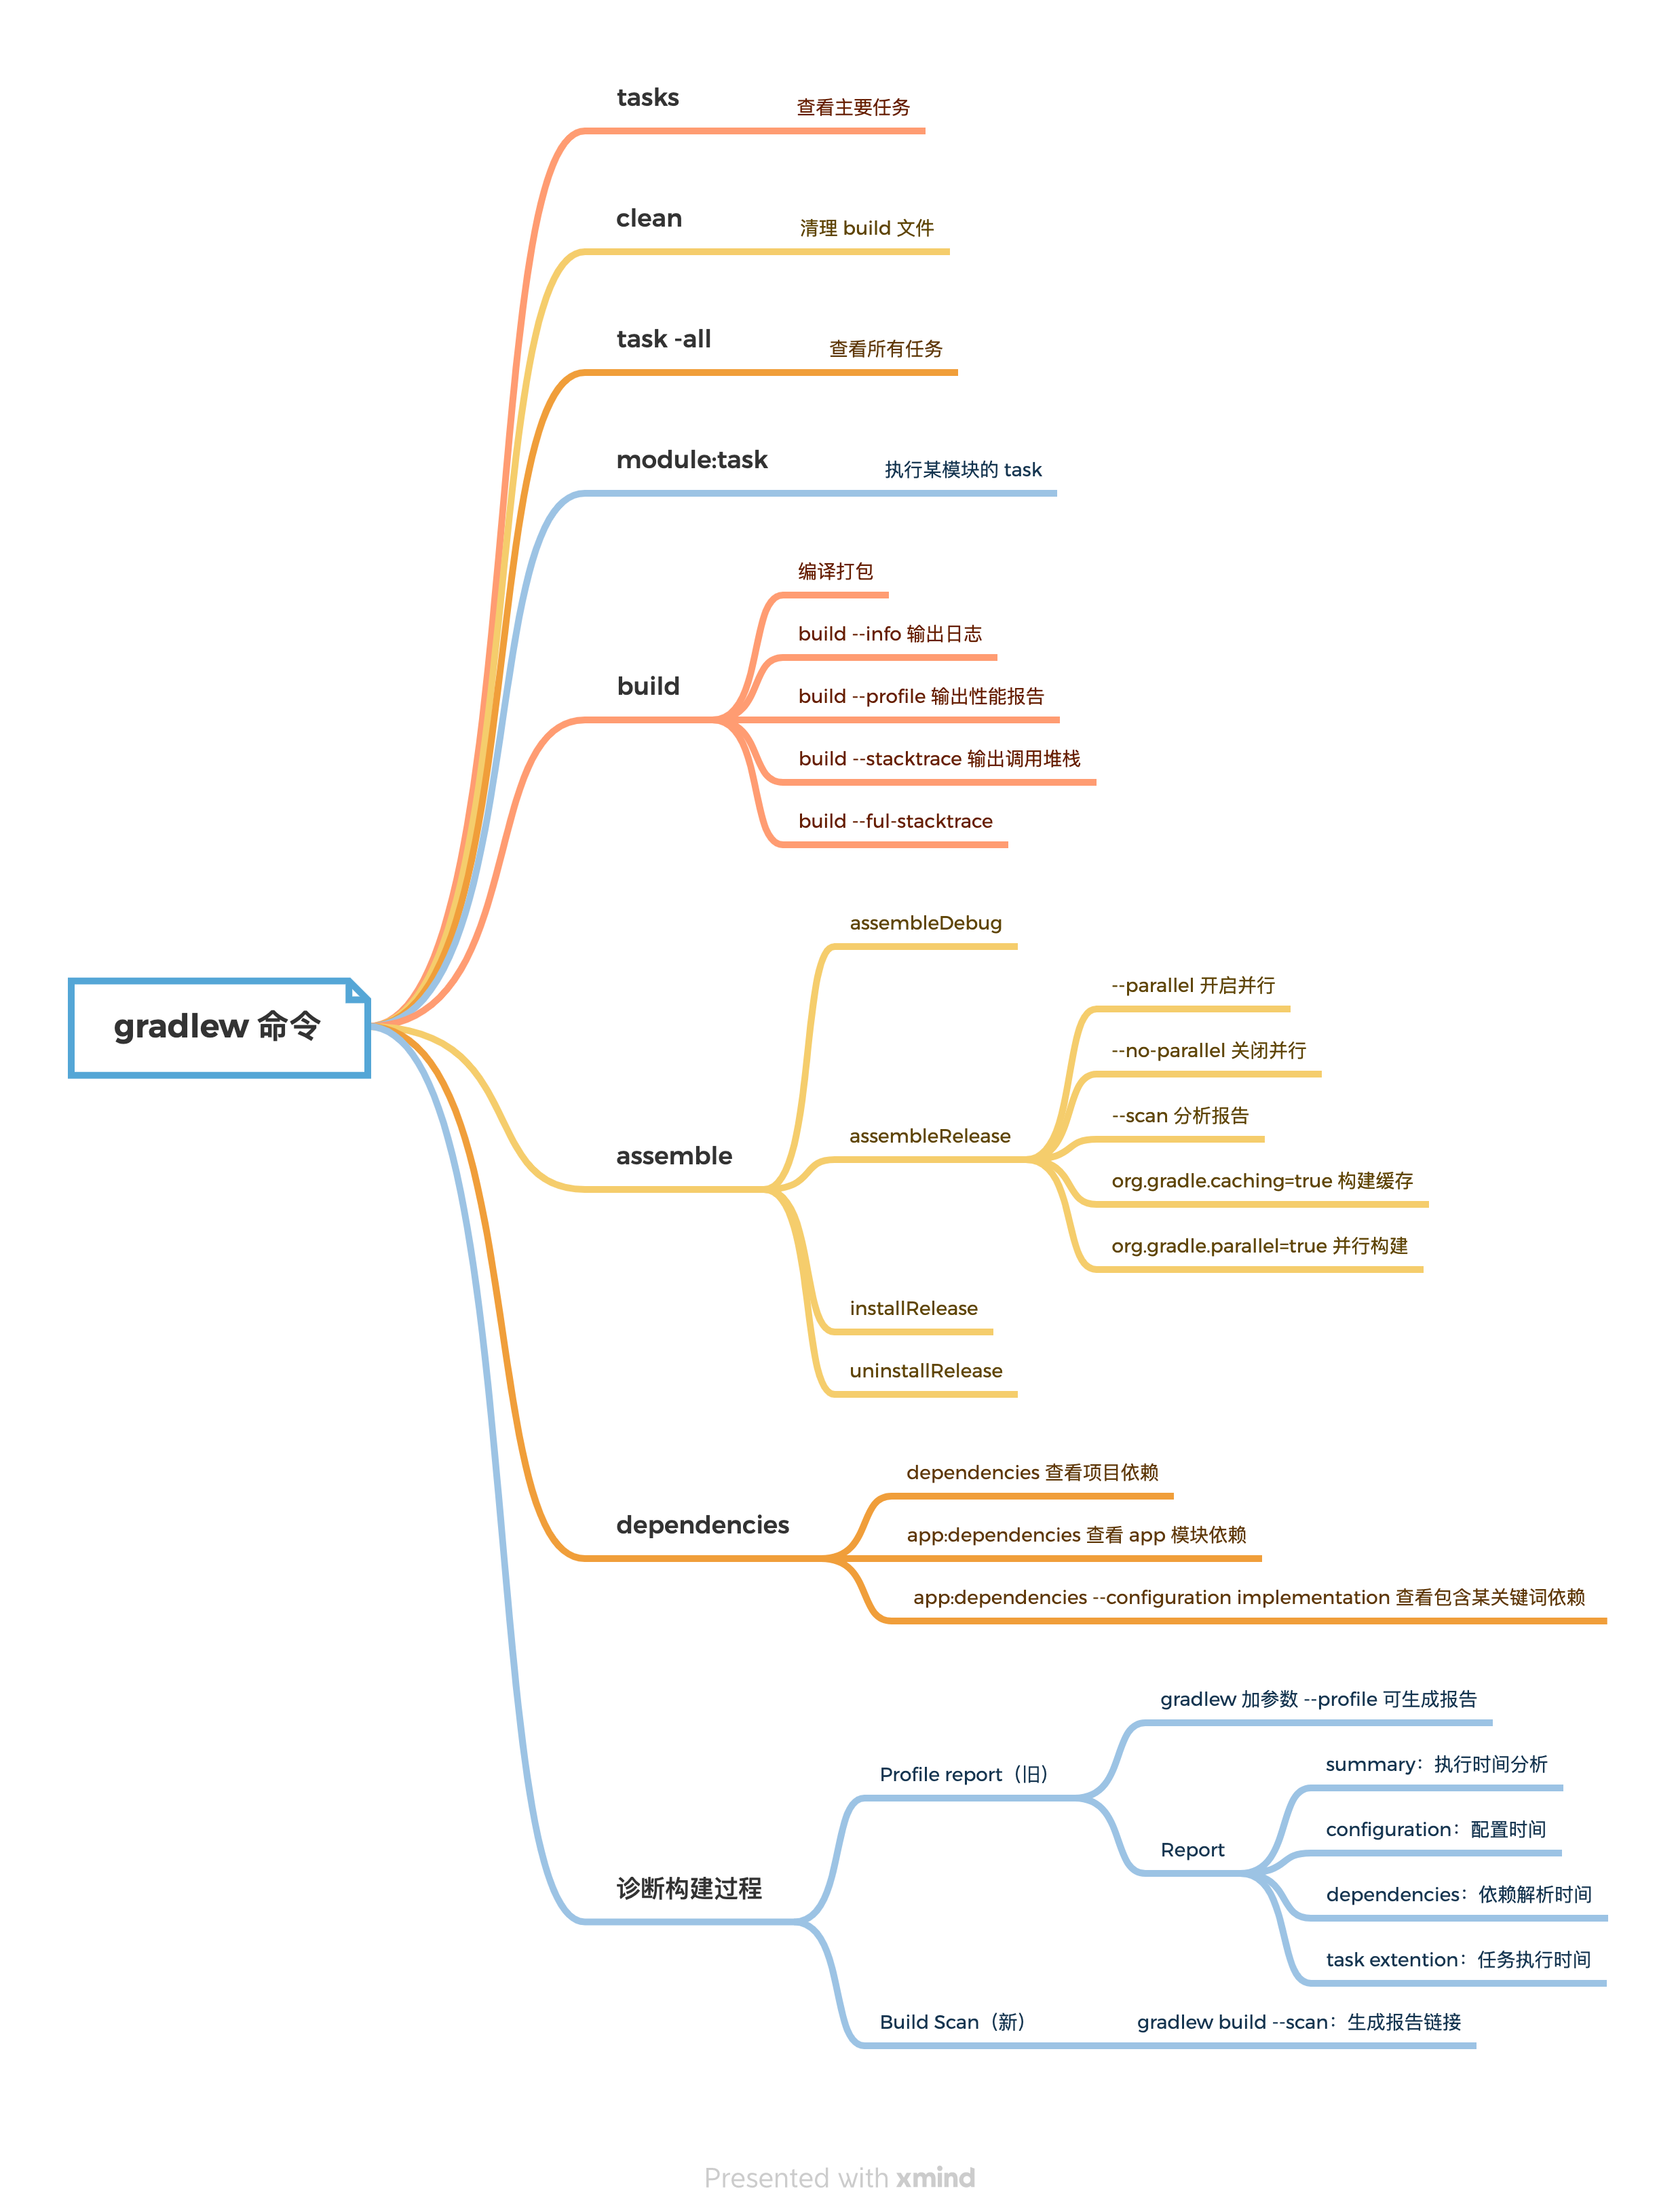 tasks
查看主要任务
clean
清理 build 文件
task -all
查看所有任务
module:task
执行某模块的 task
build
编译打包
build --info 输出日志
build --profile 输出性能报告
build --stacktrace 输出调用堆栈
build --ful-stacktrace
gradlew 命令
assemble
assembleDebug
assembleRelease
--parallel 开启并行
--no-parallel 关闭并行
--scan 分析报告
org.gradle.caching=true 构建缓存
org.gradle.parallel=true 并行构建
installRelease
uninstallRelease
dependencies
dependencies 查看项目依赖
app:dependencies 查看 app 模块依赖
app:dependencies --configuration implementation 查看包含某关键词依赖
诊断构建过程
Profile report（旧）
gradlew 加参数 --profile 可生成报告
Report
summary：执行时间分析
configuration：配置时间
dependencies：依赖解析时间
task extention：任务执行时间
Build Scan（新）
gradlew build --scan：生成报告链接
Presented with xmind